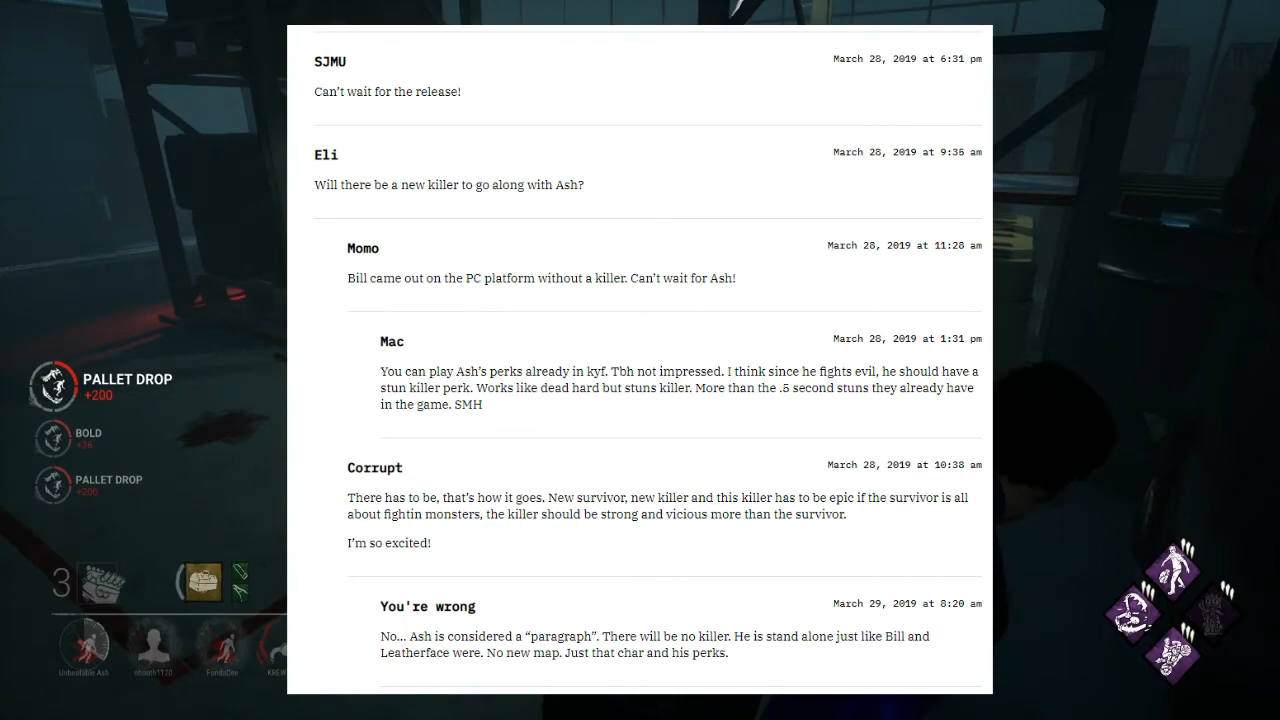 SJMU
March 28, 2019 at 6:31 pm
Can’t wait for the release!
Eli
March 28, 2019 at 9:35 am
Will there be a new killer to go along with Ash?
Momo
March 28, 2019 at 11:28 am
Bill came out on the PC platform without a killer. Can’t wait for Ash!
Mac
March 28, 2019 at 1:31 pm
You can play Ash’s perks already in kyf. Tbh not impressed. I think since he fights evil, he should have a
stun killer perk. Works like dead hard but stuns killer. More than the .5 second stuns they already have
in the game. SMH
Corrupt
March 28, 2019 at 10:38 am
There has to be, that’s how it goes. New survivor, new killer and this killer has to be epic if the survivor is all
about fightin monsters, the killer should be strong and vicious more than the survivor.
I’m so excited!
You're wrong
March 29, 2019 at 8:20 am
No… Ash is considered a “paragraph”. There will be no killer. He is stand alone just like Bill and
Leatherface were. No new map. Just that char and his perks.
PALLET DROP
+200
BOLD
PALLET DROP
+200
3
Unbeatable Ash
FondaDee
KREW